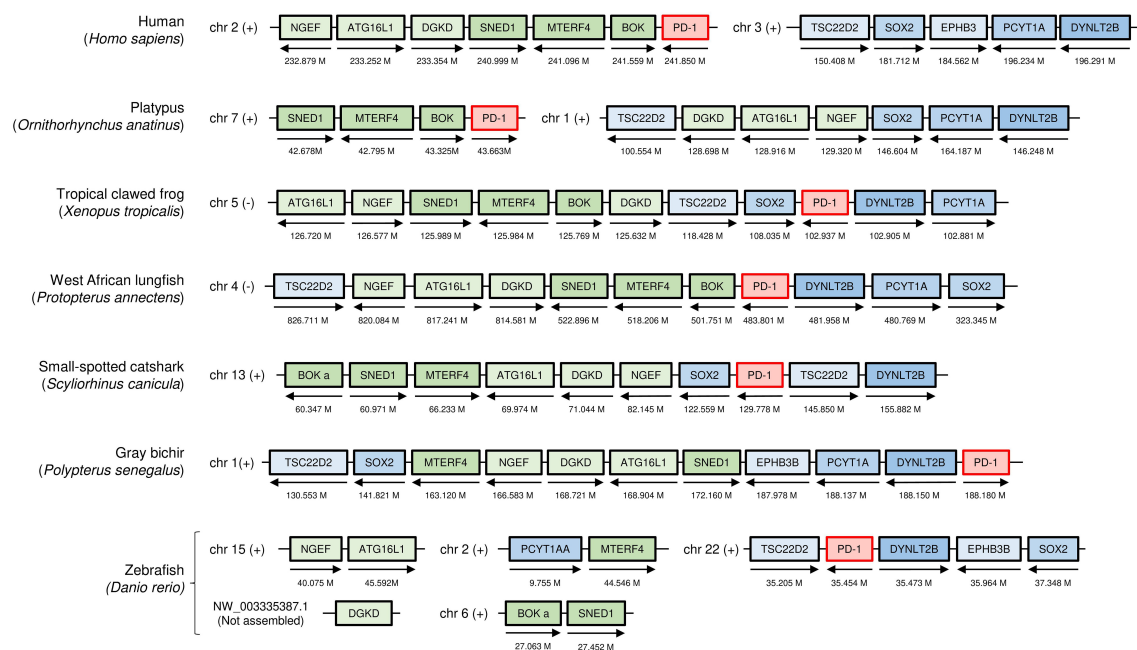 Human
(Homo sapiens)
chr 2 (+) NGEF ATG16L1 DGKD SNED1 MTERF4 BOK PD-1 chr 3 (+) TSC22D2 SOX2 EPHB3 PCYT1A DYNLT2B
232.879 M 233.252 M 233.354 M 240.999 M 241.096 M 241.559 M 241.850 M 150.408 M 181.712 M 184.562 M 196.234 M 196.291 M
Platypus
(Ornithorhynchus anatinus)
chr 7 (+) SNED1 MTERF4 BOK PD-1 chr 1 (+) TSC22D2 DGKD ATG16L1 NGEF SOX2 PCYT1A DYNLT2B
42.678M 42.795 M 43.325M 43.663M 100.554 M 128.698 M 128.916 M 129.320 M 146.604 M 164.187 M 146.248 M
Tropical clawed frog
(Xenopus tropicalis)
chr 5 (-) ATG16L1 NGEF SNED1 MTERF4 BOK DGKD TSC22D2 SOX2 PD-1 DYNLT2B PCYT1A
126.720 M 126.577 M 125.989 M 125.984 M 125.769 M 125.632 M 118.428 M 108.035 M 102.937 M 102.905 M 102.881 M
West African lungfish
(Protopterus annectens)
chr 4 (-) TSC22D2 NGEF ATG16L1 DGKD SNED1 MTERF4 BOK PD-1 DYNLT2B PCYT1A SOX2
826.711 M 820.084 M 817.241 M 814.581 M 522.896 M 518.206 M 501.751 M 483.801 M 481.958 M 480.769 M 323.345 M
Small-spotted catshark
(Scyliorhinus canicula)
chr 13 (+) BOK a SNED1 MTERF4 ATG16L1 DGKD NGEF SOX2 PD-1 TSC22D2 DYNLT2B
60.347 M 60.971 M 66.233 M 69.974 M 71.044 M 82.145 M 122.559 M 129.778 M 145.850 M 155.882 M
Gray bichir
(Polypterus senegalus)
chr 1(+) TSC22D2 SOX2 MTERF4 NGEF DGKD ATG16L1 SNED1 EPHB3B PCYT1A DYNLT2B PD-1
130.553 M 141.821 M 163.120 M 166.583 M 168.721 M 168.904 M 172.160 M 187.978 M 188.137 M 188.150 M 188.180 M
Zebrafish
(Danio rerio)
chr 15 (+) NGEF ATG16L1 chr 2 (+) PCYT1AA MTERF4 chr 22 (+) TSC22D2 PD-1 DYNLT2B EPHB3B SOX2
40.075 M 45.592M 9.755 M 44.546 M 35.205 M 35.454 M 35.473 M 35.964 M 37.348 M
NW_003335387.1
(Not assembled)
DGKD chr 6 (+) BOK a SNED1
27.063 M 27.452 M